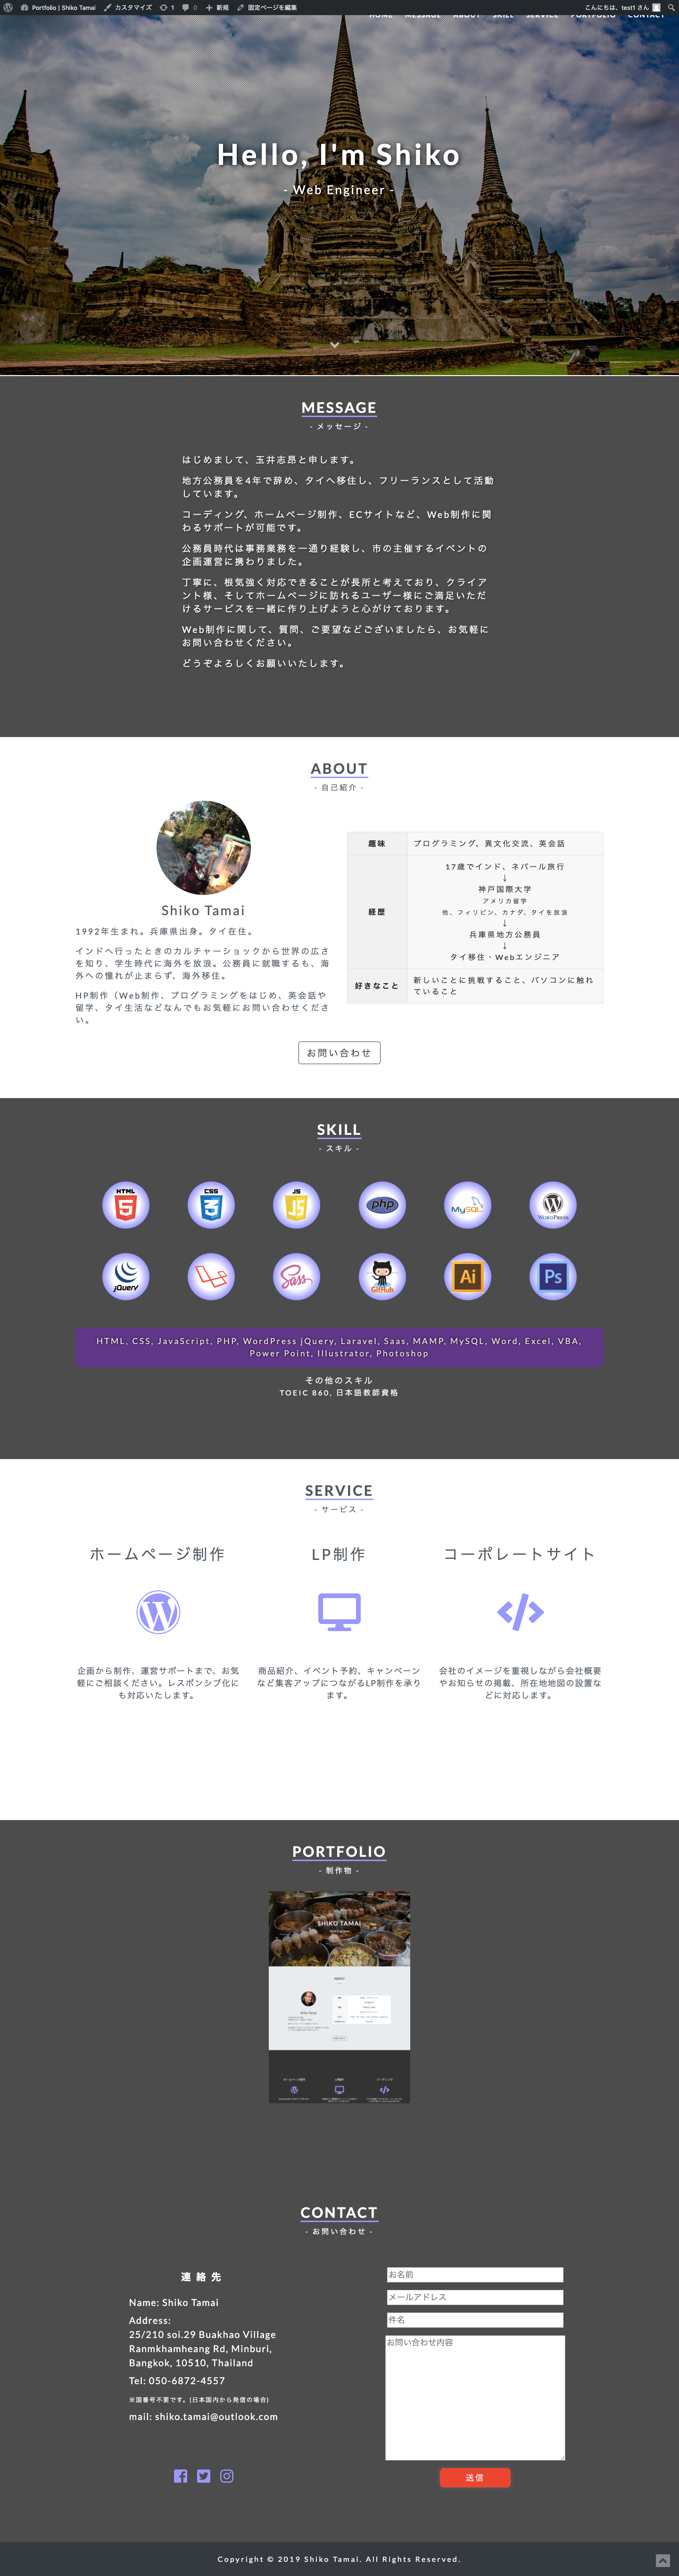 Portfolio | Shiko Tamai カスタマイズ 1 0 新規 固定ページを編集 こんにちは、test1 さん
HOME MESSAGE ABOUT SKILL SERVICE PORTFOLIO CONTACT
Hello, I'm Shiko
- Web Engineer -
MESSAGE
- メッセージ -
はじめまして、玉井志昂と申します。
地方公務員を4年で辞め、タイへ移住し、フリーランスとして活動
しています。
コーディング、ホームページ制作、ECサイトなど、Web制作に関
わるサポートが可能です。
公務員時代は事務業務を一通り経験し、市の主催するイベントの
企画運営に携わりました。
丁寧に、根気強く対応できることが長所と考えており、クライア
ント様、そしてホームページに訪れるユーザー様にご満足いただ
けるサービスを一緒に作り上げようと心がけております。
Web制作に関して、質問、ご要望などございましたら、お気軽に
お問い合わせください。
どうぞよろしくお願いいたします。
ABOUT
- 自己紹介 -
Shiko Tamai
1992年生まれ。兵庫県出身。タイ在住。
インドへ行ったときのカルチャーショックから世界の広さ
を知り、学生時代に海外を放浪。公務員に就職するも、海
外への憧れが止まらず、海外移住。
HP制作（Web制作、プログラミングをはじめ、英会話や
留学、タイ生活などなんでもお気軽にお問い合わせくださ
い。
趣味 プログラミング、異文化交流、英会話
経歴
17歳でインド、ネパール旅行
↓
神戸国際大学
アメリカ留学
他、フィリピン、カナダ、タイを放浪
↓
兵庫県地方公務員
↓
タイ移住・Webエンジニア
好きなこと 新しいことに挑戦すること、パソコンに触れ
ていること
お問い合わせ
SKILL
- スキル -
HTML CSS JS php MySQL WORDPRESS
jQuery Sass GitHub Ai Ps
HTML, CSS, JavaScript, PHP, WordPress jQuery, Laravel, Saas, MAMP, MySQL, Word, Excel, VBA,
Power Point, Illustrator, Photoshop
その他のスキル
TOEIC 860, 日本語教師資格
SERVICE
- サービス -
ホームページ制作
企画から制作、運営サポートまで、お気
軽にご相談ください。レスポンシブ化に
も対応いたします。
LP制作
商品紹介、イベント予約、キャンペーン
など集客アップにつながるLP制作を承り
ます。
コーポレートサイト
会社のイメージを重視しながら会社概要
やお知らせの掲載、所在地地図の設置な
どに対応します。
PORTFOLIO
- 制作物 -
SHIKO TAMAI
ABOUT
Shiko Tamai
ホームページ制作 LP制作 コーディング
CONTACT
- お問い合わせ -
連絡先
Name: Shiko Tamai
Address:
25/210 soi.29 Buakhao Village
Ranmkhamheang Rd, Minburi,
Bangkok, 10510, Thailand
Tel: 050-6872-4557
※国番号不要です。(日本国内から発信の場合)
mail: shiko.tamai@outlook.com
お名前
メールアドレス
件名
お問い合わせ内容
送信
Copyright © 2019 Shiko Tamai. All Rights Reserved.